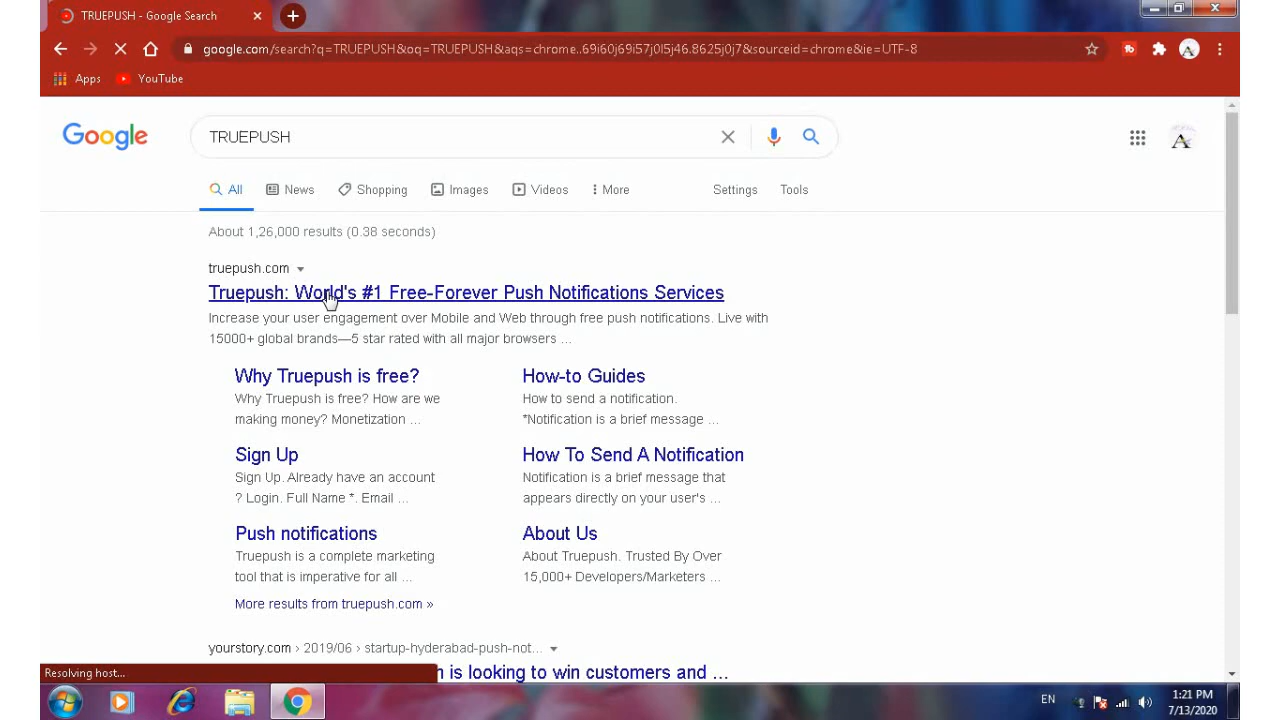 TRUEPUSH - Google Search
google.com/search?q=TRUEPUSH&oq=TRUEPUSH&aqs=chrome..69i60j69i57j0l5j46.8625j0j7&sourceid=chrome&ie=UTF-8
Apps YouTube
Google TRUEPUSH
All News Shopping Images Videos More Settings Tools
About 1,26,000 results (0.38 seconds)
truepush.com
Truepush: World's #1 Free-Forever Push Notifications Services
Increase your user engagement over Mobile and Web through free push notifications. Live with
15000+ global brands—5 star rated with all major browsers ...
Why Truepush is free?
Why Truepush is free? How are we
making money? Monetization ...
How-to Guides
How to send a notification.
*Notification is a brief message ...
Sign Up
Sign Up. Already have an account
? Login. Full Name *. Email ...
How To Send A Notification
Notification is a brief message that
appears directly on your user's ...
Push notifications
Truepush is a complete marketing
tool that is imperative for all ...
About Us
About Truepush. Trusted By Over
15,000+ Developers/Marketers ...
More results from truepush.com »
yourstory.com › 2019/06 › startup-hyderabad-push-not...
is looking to win customers and ...
Resolving host...
EN
1:21 PM
7/13/2020